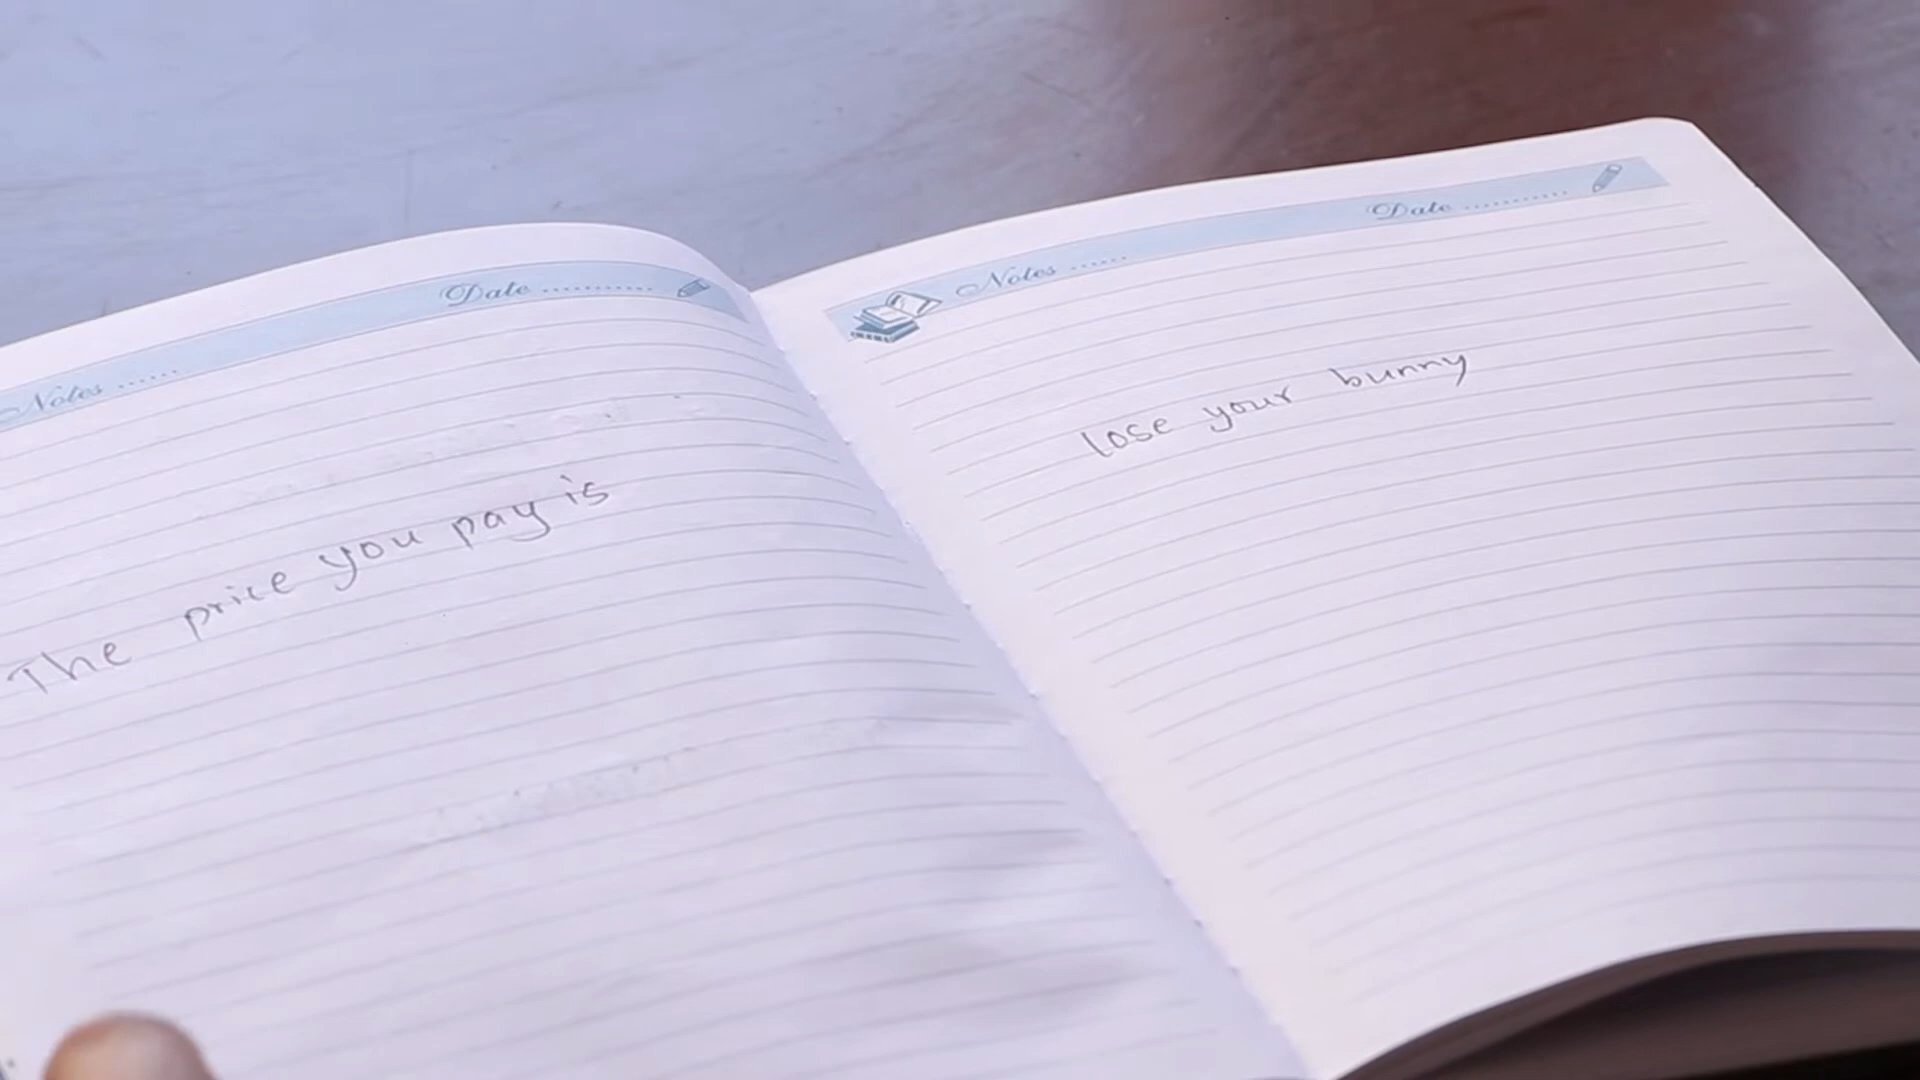 Notes ...... Date ...........
The price you pay is
Notes ...... Date ...........
lose your bunny